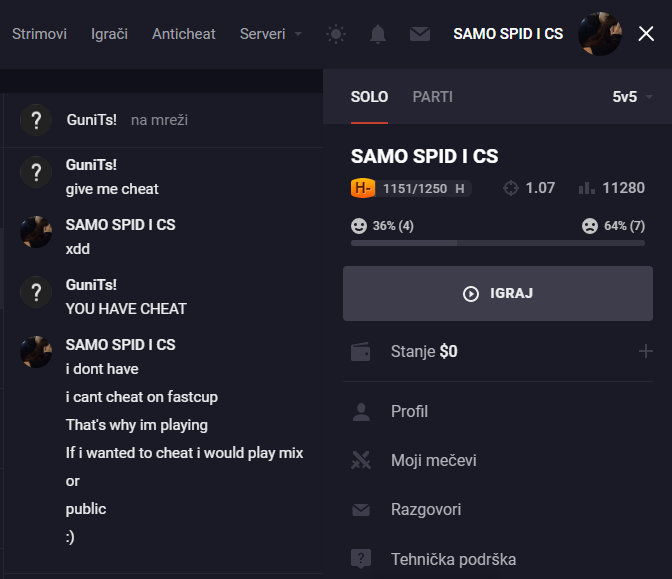 Strimovi Igrači Anticheat Serveri SAMO SPID I CS
GuniTs! na mreži
GuniTs!
give me cheat
SAMO SPID I CS
xdd
GuniTs!
YOU HAVE CHEAT
SAMO SPID I CS
i dont have
i cant cheat on fastcup
That's why im playing
If i wanted to cheat i would play mix
or
public
:)
SOLO PARTI 5v5
SAMO SPID I CS
H- 1151/1250 H 1.07 11280
36% (4) 64% (7)
IGRAJ
Stanje $0
Profil
Moji mečevi
Razgovori
Tehnička podrška